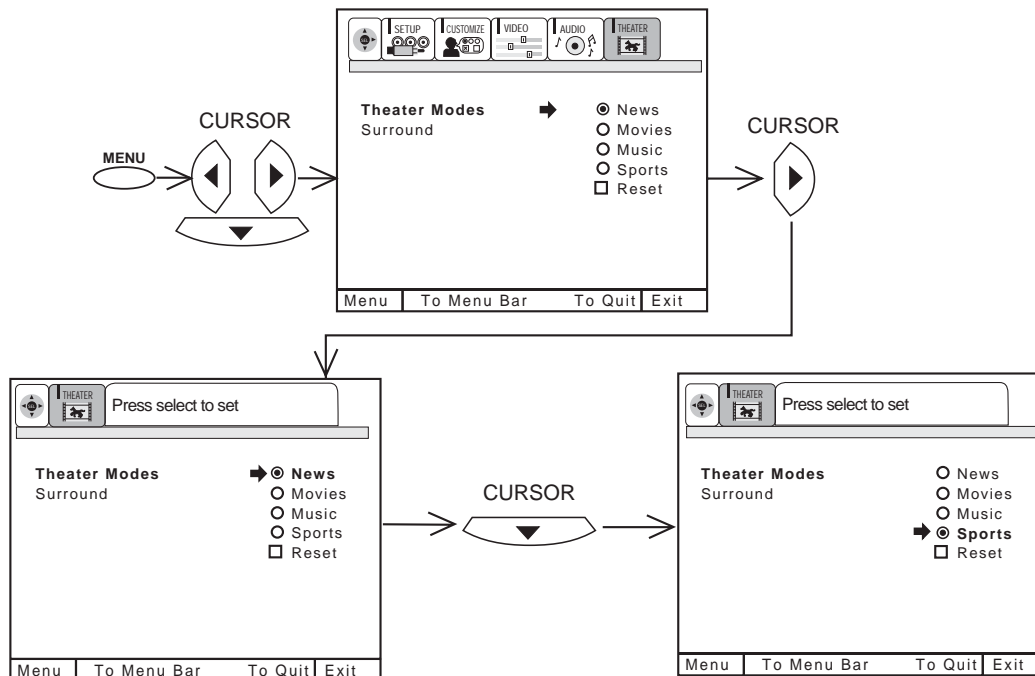 SETUP
CUSTOMIZE
VIDEO
AUDIO
THEATER
Theater Modes
News
Surround
Movies
Music
Sports
Reset
Menu To Menu Bar To Quit Exit
MENU
CURSOR
CURSOR
THEATER
Press select to set
Theater Modes
News
Surround
Movies
Music
Sports
Reset
Menu To Menu Bar To Quit Exit
CURSOR
THEATER
Press select to set
Theater Modes
News
Surround
Movies
Music
Sports
Reset
Menu To Menu Bar To Quit Exit